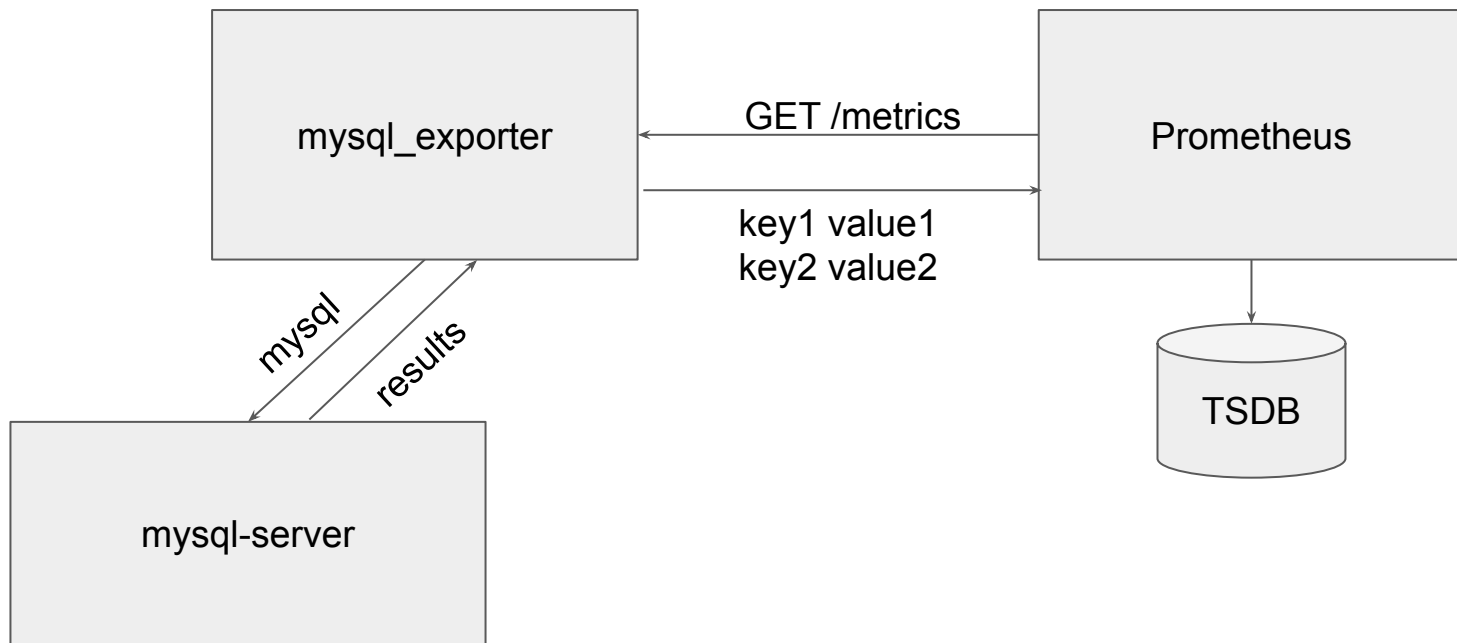 mysql_exporter
GET /metrics
Prometheus
key1 value1
key2 value2
mysql
results
TSDB
mysql-server